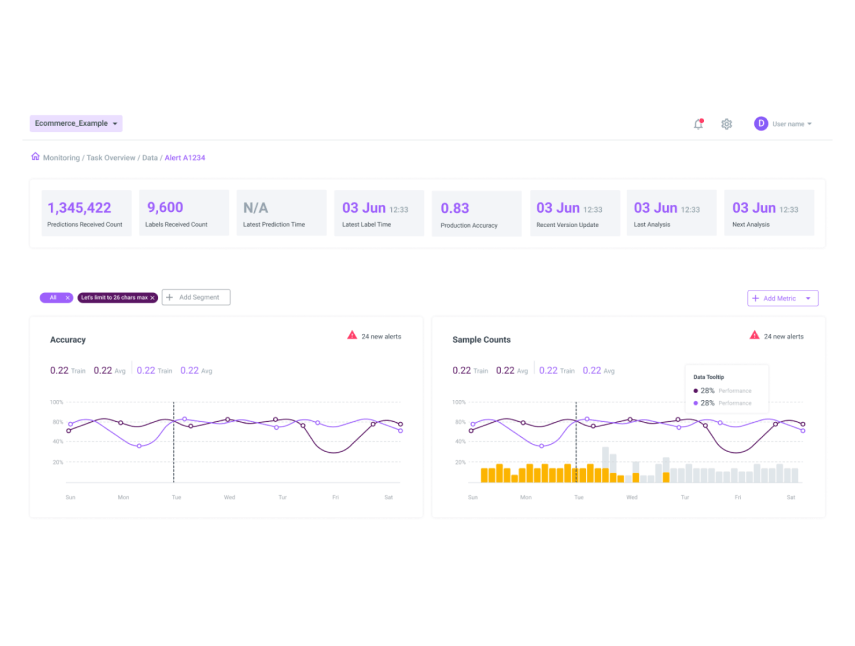 Ecommerce_Example
D User name
Monitoring / Task Overview / Data / Alert A1234
1,345,422
Predictions Received Count
9,600
Labels Received Count
N/A
Latest Prediction Time
03 Jun 12:33
Latest Label Time
0.83
Production Accuracy
03 Jun 12:33
Recent Version Update
03 Jun 12:33
Last Analysis
03 Jun 12:33
Next Analysis
All ×
Let's limit to 26 chars max ×
+ Add Segment
+ Add Metric
Accuracy
24 new alerts
0.22 Train 0.22 Avg 0.22 Train 0.22 Avg
100%
80%
40%
20%
Sun Mon Tue Wed Tur Fri Sat
Sample Counts
24 new alerts
0.22 Train 0.22 Avg 0.22 Train 0.22 Avg
Data Tooltip
28% Performance
28% Performance
100%
80%
40%
20%
Sun Mon Tue Wed Tur Fri Sat